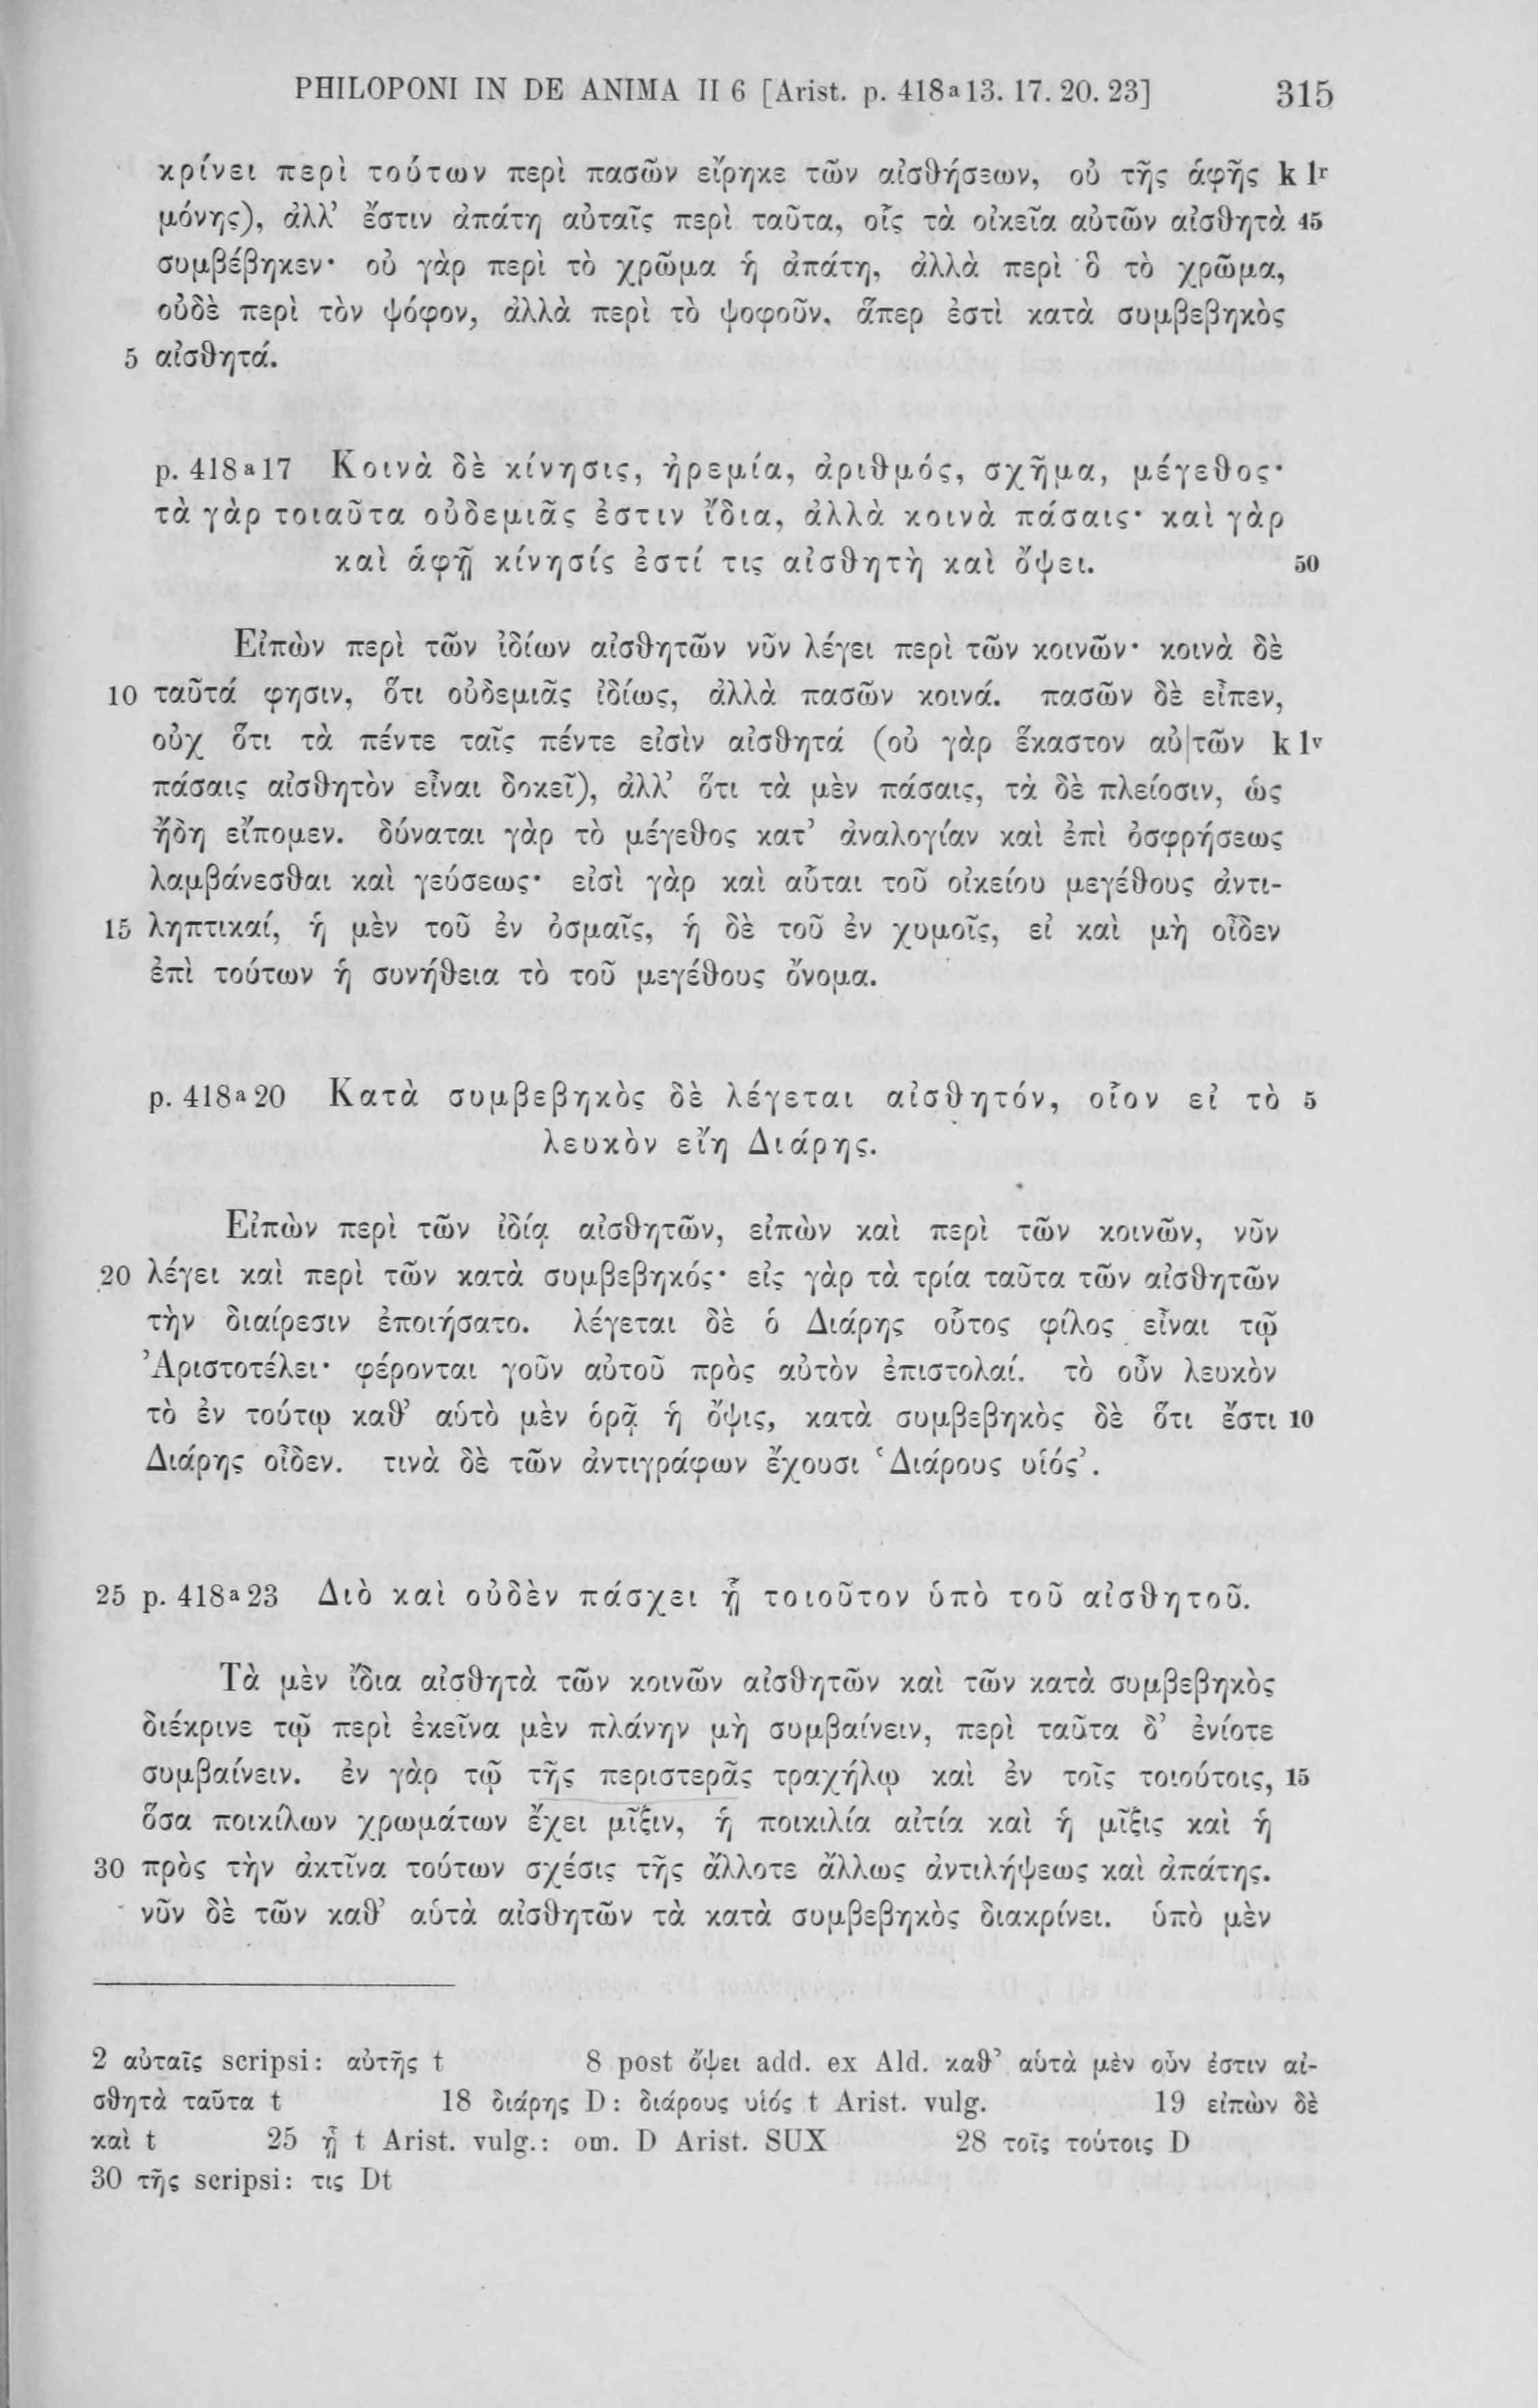 PHILOPONI IN DE ANIMA II 6 [Arist. p. 418a13. 17. 20. 23] 315
κρίνει περὶ τούτων περὶ πασῶν εἴρηκε τῶν αἰσθήσεων, οὐ τῆς ἁφῆς k lr
μόνης), ἀλλ’ ἔστιν ἀπάτη αὐταῖς περὶ ταῦτα, οἷς τὰ οἰκεῖα αὐτῶν αἰσθητὰ 45
συμβέβηκεν· οὐ γὰρ περὶ τὸ χρῶμα ἡ ἀπάτη, ἀλλὰ περὶ ὃ τὸ χρῶμα,
οὐδὲ περὶ τὸν ψόφον, ἀλλὰ περὶ τὸ ψοφοῦν, ἅπερ ἐστὶ κατὰ συμβεβηκὸς
5 αἰσθητά.
p. 418a17 Κοινὰ δὲ κίνησις, ἠρεμία, ἀριθμός, σχῆμα, μέγεθος·
τὰ γὰρ τοιαῦτα οὐδεμιᾶς ἐστιν ἴδια, ἀλλὰ κοινὰ πάσαις· καὶ γὰρ
καὶ ἁφῇ κίνησίς ἐστί τις αἰσθητὴ καὶ ὄψει. 50
Εἰπὼν περὶ τῶν ἰδίων αἰσθητῶν νῦν λέγει περὶ τῶν κοινῶν· κοινὰ δὲ
10 ταῦτά φησιν, ὅτι οὐδεμιᾶς ἰδίως, ἀλλὰ πασῶν κοινά. πασῶν δὲ εἶπεν,
οὐχ ὅτι τὰ πέντε ταῖς πέντε εἰσὶν αἰσθητά (οὐ γὰρ ἕκαστον αὐ|τῶν k lv
πάσαις αἰσθητὸν εἶναι δοκεῖ), ἀλλ’ ὅτι τὰ μὲν πάσαις, τὰ δὲ πλείοσιν, ὡς
ἤδη εἴπομεν. δύναται γὰρ τὸ μέγεθος κατ’ ἀναλογίαν καὶ ἐπὶ ὀσφρήσεως
λαμβάνεσθαι καὶ γεύσεως· εἰσὶ γὰρ καὶ αὗται τοῦ οἰκείου μεγέθους ἀντι-
15 ληπτικαί, ἡ μὲν τοῦ ἐν ὀσμαῖς, ἡ δὲ τοῦ ἐν χυμοῖς, εἰ καὶ μὴ οἶδεν
ἐπὶ τούτων ἡ συνήθεια τὸ τοῦ μεγέθους ὄνομα.
p. 418a20 Κατὰ συμβεβηκὸς δὲ λέγεται αἰσθητόν, οἷον εἰ τὸ 5
λευκὸν εἴη Διάρης.
Εἰπὼν περὶ τῶν ἰδίᾳ αἰσθητῶν, εἰπὼν καὶ περὶ τῶν κοινῶν, νῦν
20 λέγει καὶ περὶ τῶν κατὰ συμβεβηκός· εἰς γὰρ τὰ τρία ταῦτα τῶν αἰσθητῶν
τὴν διαίρεσιν ἐποιήσατο. λέγεται δὲ ὁ Διάρης οὗτος φίλος εἶναι τῷ
Ἀριστοτέλει· φέρονται γοῦν αὐτοῦ πρὸς αὐτὸν ἐπιστολαί. τὸ οὖν λευκὸν
τὸ ἐν τούτῳ καθ’ αὑτὸ μὲν ὁρᾷ ἡ ὄψις, κατὰ συμβεβηκὸς δὲ ὅτι ἔστι 10
Διάρης οἶδεν. τινὰ δὲ τῶν ἀντιγράφων ἔχουσι ‘Διάρους υἱός’.
25 p. 418a23 Διὸ καὶ οὐδὲν πάσχει ᾗ τοιοῦτον ὑπὸ τοῦ αἰσθητοῦ.
Τὰ μὲν ἴδια αἰσθητὰ τῶν κοινῶν αἰσθητῶν καὶ τῶν κατὰ συμβεβηκὸς
διέκρινε τῷ περὶ ἐκεῖνα μὲν πλάνην μὴ συμβαίνειν, περὶ ταῦτα δ’ ἐνίοτε
συμβαίνειν. ἐν γὰρ τῷ τῆς περιστερᾶς τραχήλῳ καὶ ἐν τοῖς τοιούτοις, 15
ὅσα ποικίλων χρωμάτων ἔχει μῖξιν, ἡ ποικιλία αἰτία καὶ ἡ μῖξις καὶ ἡ
30 πρὸς τὴν ἀκτῖνα τούτων σχέσις τῆς ἄλλοτε ἄλλως ἀντιλήψεως καὶ ἀπάτης.
νῦν δὲ τῶν καθ’ αὑτὰ αἰσθητῶν τὰ κατὰ συμβεβηκὸς διακρίνει. ὑπὸ μὲν
2 αὐταῖς scripsi: αὐτῆς t 8 post ὄψει add. ex Ald. καθ’ αὑτὰ μὲν οὖν ἐστιν αἰ-
σθητὰ ταῦτα t 18 διάρης D: διάρους υἱός t Arist. vulg. 19 εἰπὼν δὲ
καὶ t 25 ᾗ t Arist. vulg.: om. D Arist. SUX 28 τοῖς τούτοις D
30 τῆς scripsi: τις Dt